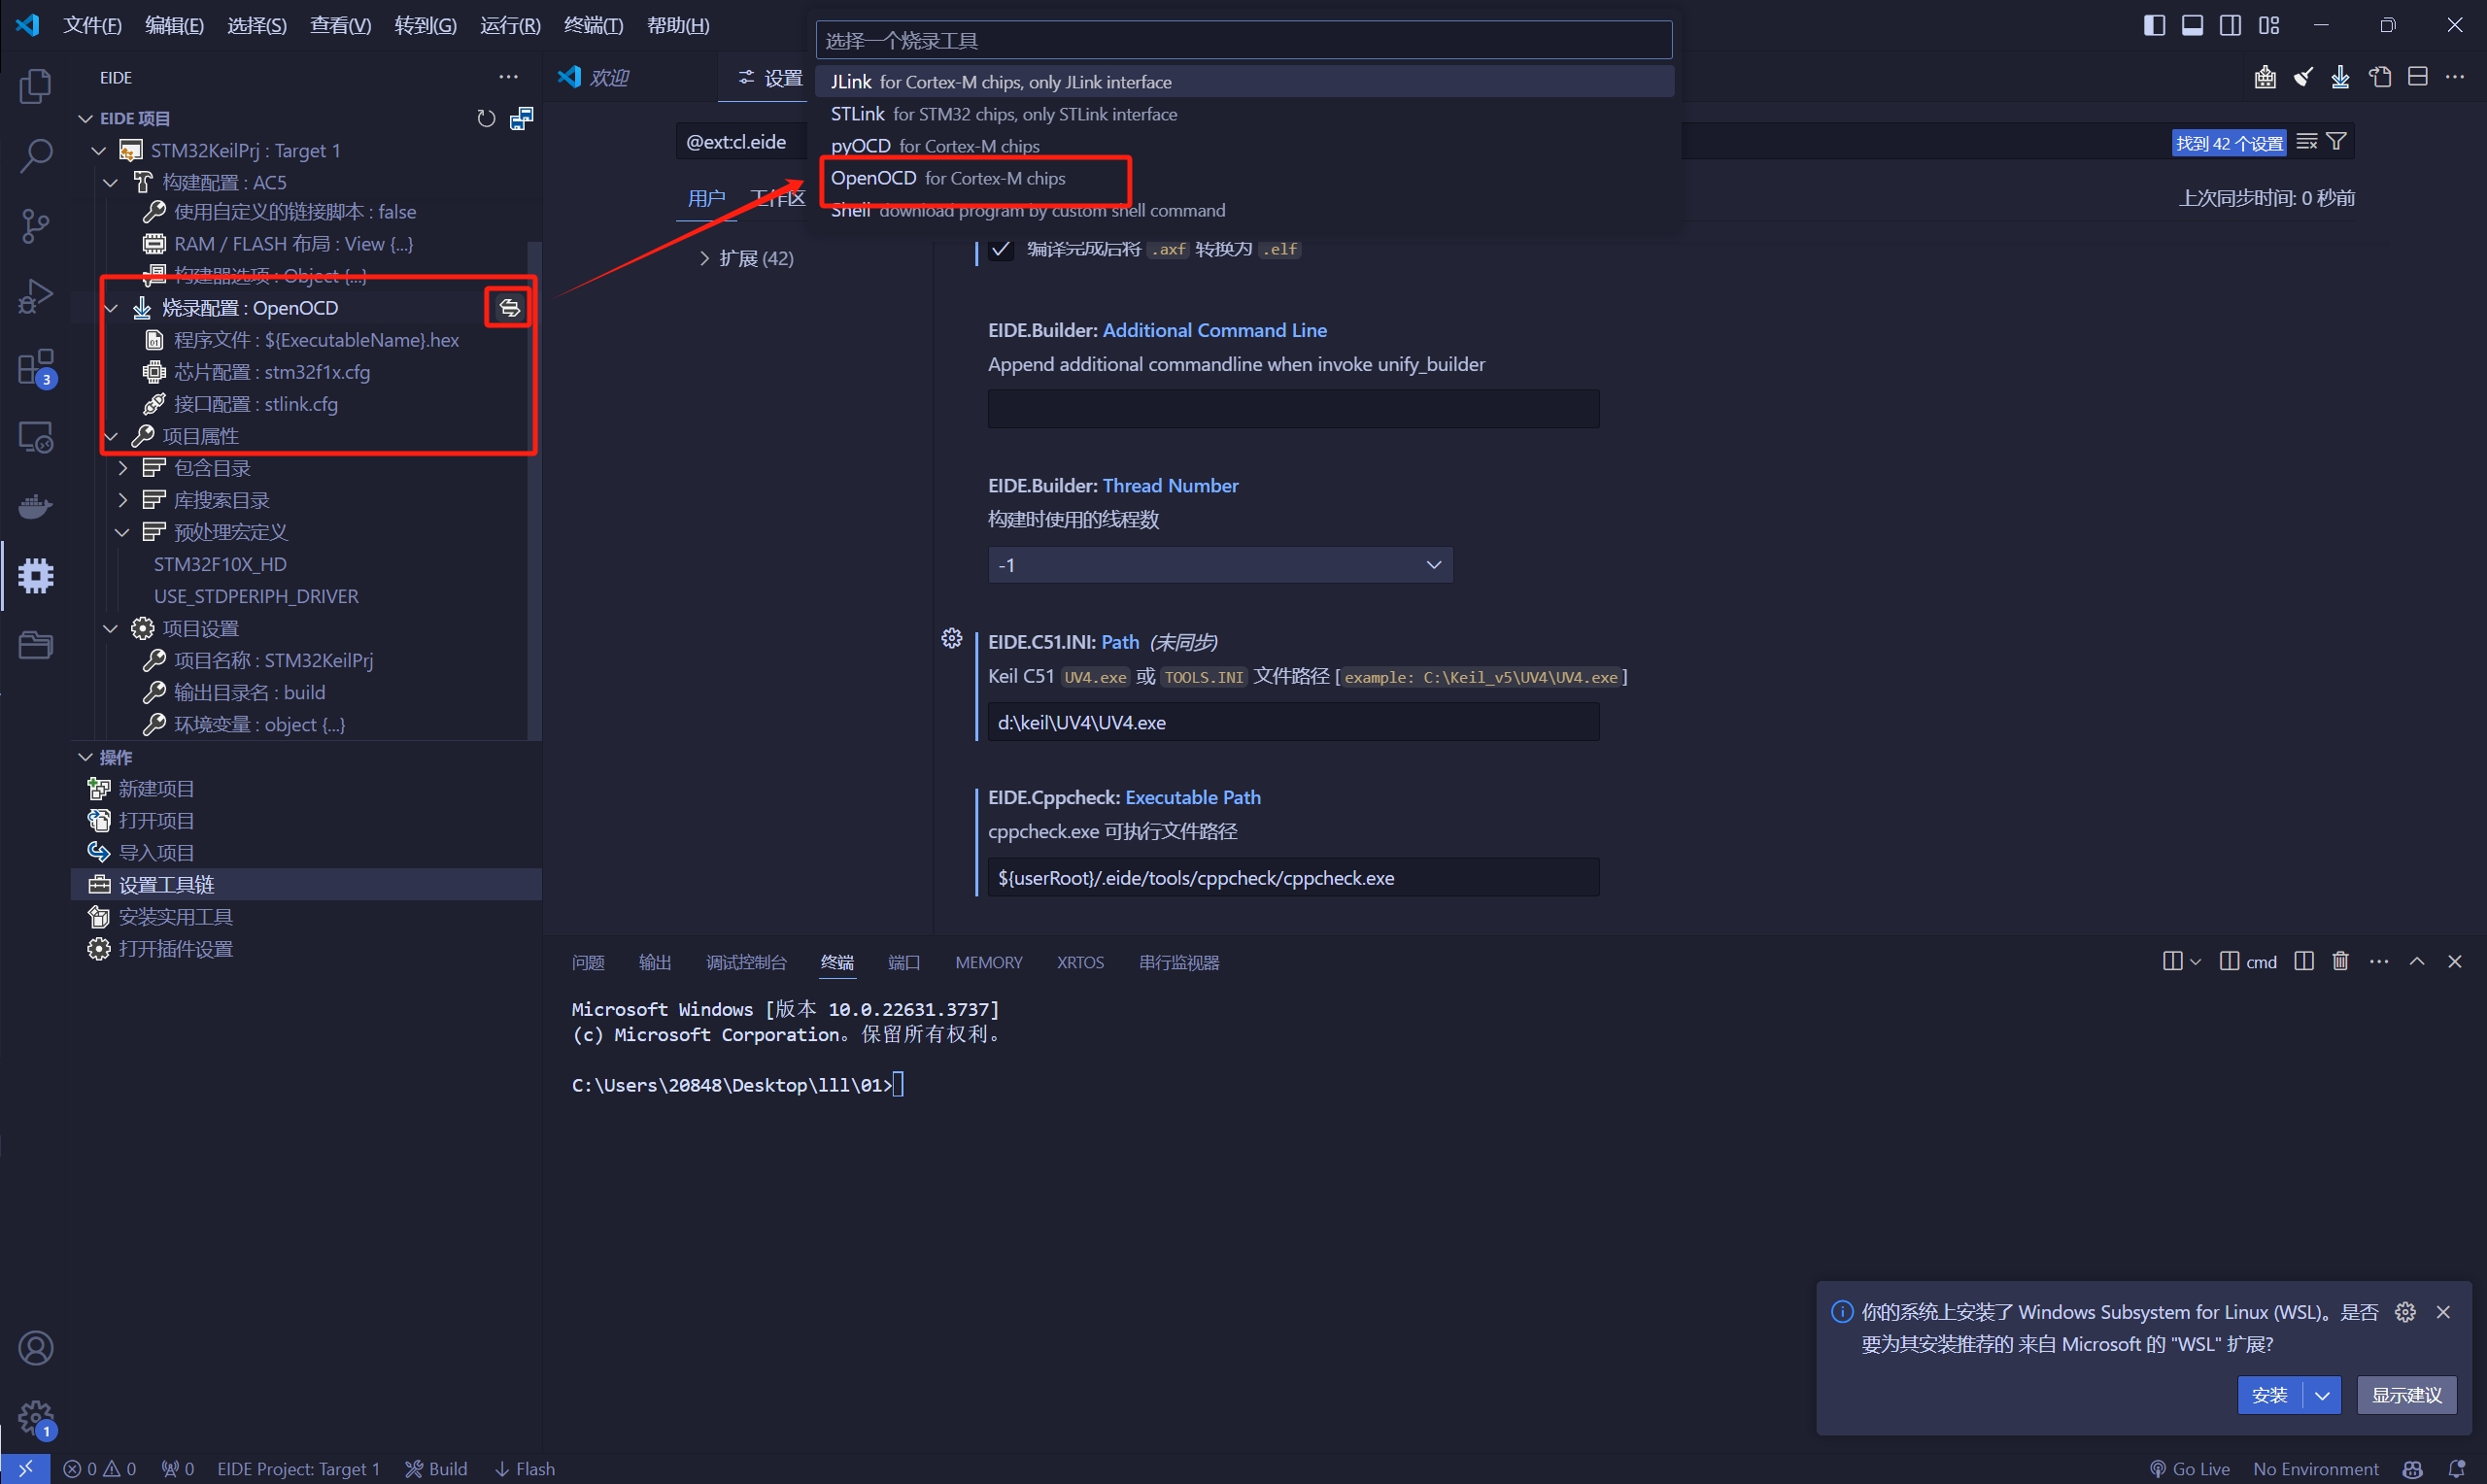 文件(F) 编辑(E) 选择(S) 查看(V) 转到(G) 运行(R) 终端(T) 帮助(H)
选择一个烧录工具
JLink for Cortex-M chips, only JLink interface
STLink for STM32 chips, only STLink interface
pyOCD for Cortex-M chips
OpenOCD for Cortex-M chips
Shell download program by custom shell command
EIDE
EIDE 项目
STM32KeilPrj : Target 1
构建配置 : AC5
使用自定义的链接脚本 : false
RAM / FLASH 布局 : View {...}
构建器选项 : Object {...}
烧录配置 : OpenOCD
程序文件 : ${ExecutableName}.hex
芯片配置 : stm32f1x.cfg
接口配置 : stlink.cfg
项目属性
包含目录
库搜索目录
预处理宏定义
STM32F10X_HD
USE_STDPERIPH_DRIVER
项目设置
项目名称 : STM32KeilPrj
输出目录名 : build
环境变量 : object {...}
操作
新建项目
打开项目
导入项目
设置工具链
安装实用工具
打开插件设置
3
1
欢迎
设置
@ext:cl.eide
找到 42 个设置
用户 工作区
上次同步时间: 0 秒前
扩展 (42)
编译完成后将 .axf 转换为 .elf
EIDE.Builder: Additional Command Line
Append additional commandline when invoke unify_builder
EIDE.Builder: Thread Number
构建时使用的线程数
-1
EIDE.C51.INI: Path (未同步)
Keil C51 UV4.exe 或 TOOLS.INI 文件路径 [example: C:\Keil_v5\UV4\UV4.exe]
d:\keil\UV4\UV4.exe
EIDE.Cppcheck: Executable Path
cppcheck.exe 可执行文件路径
${userRoot}/.eide/tools/cppcheck/cppcheck.exe
问题 输出 调试控制台 终端 端口 MEMORY XRTOS 串行监视器
cmd
Microsoft Windows [版本 10.0.22631.3737]
(c) Microsoft Corporation。保留所有权利。
C:\Users\20848\Desktop\lll\01>
你的系统上安装了 Windows Subsystem for Linux (WSL)。是否
要为其安装推荐的 来自 Microsoft 的 "WSL" 扩展?
安装
显示建议
0 0 0 EIDE Project: Target 1 Build Flash
Go Live No Environment